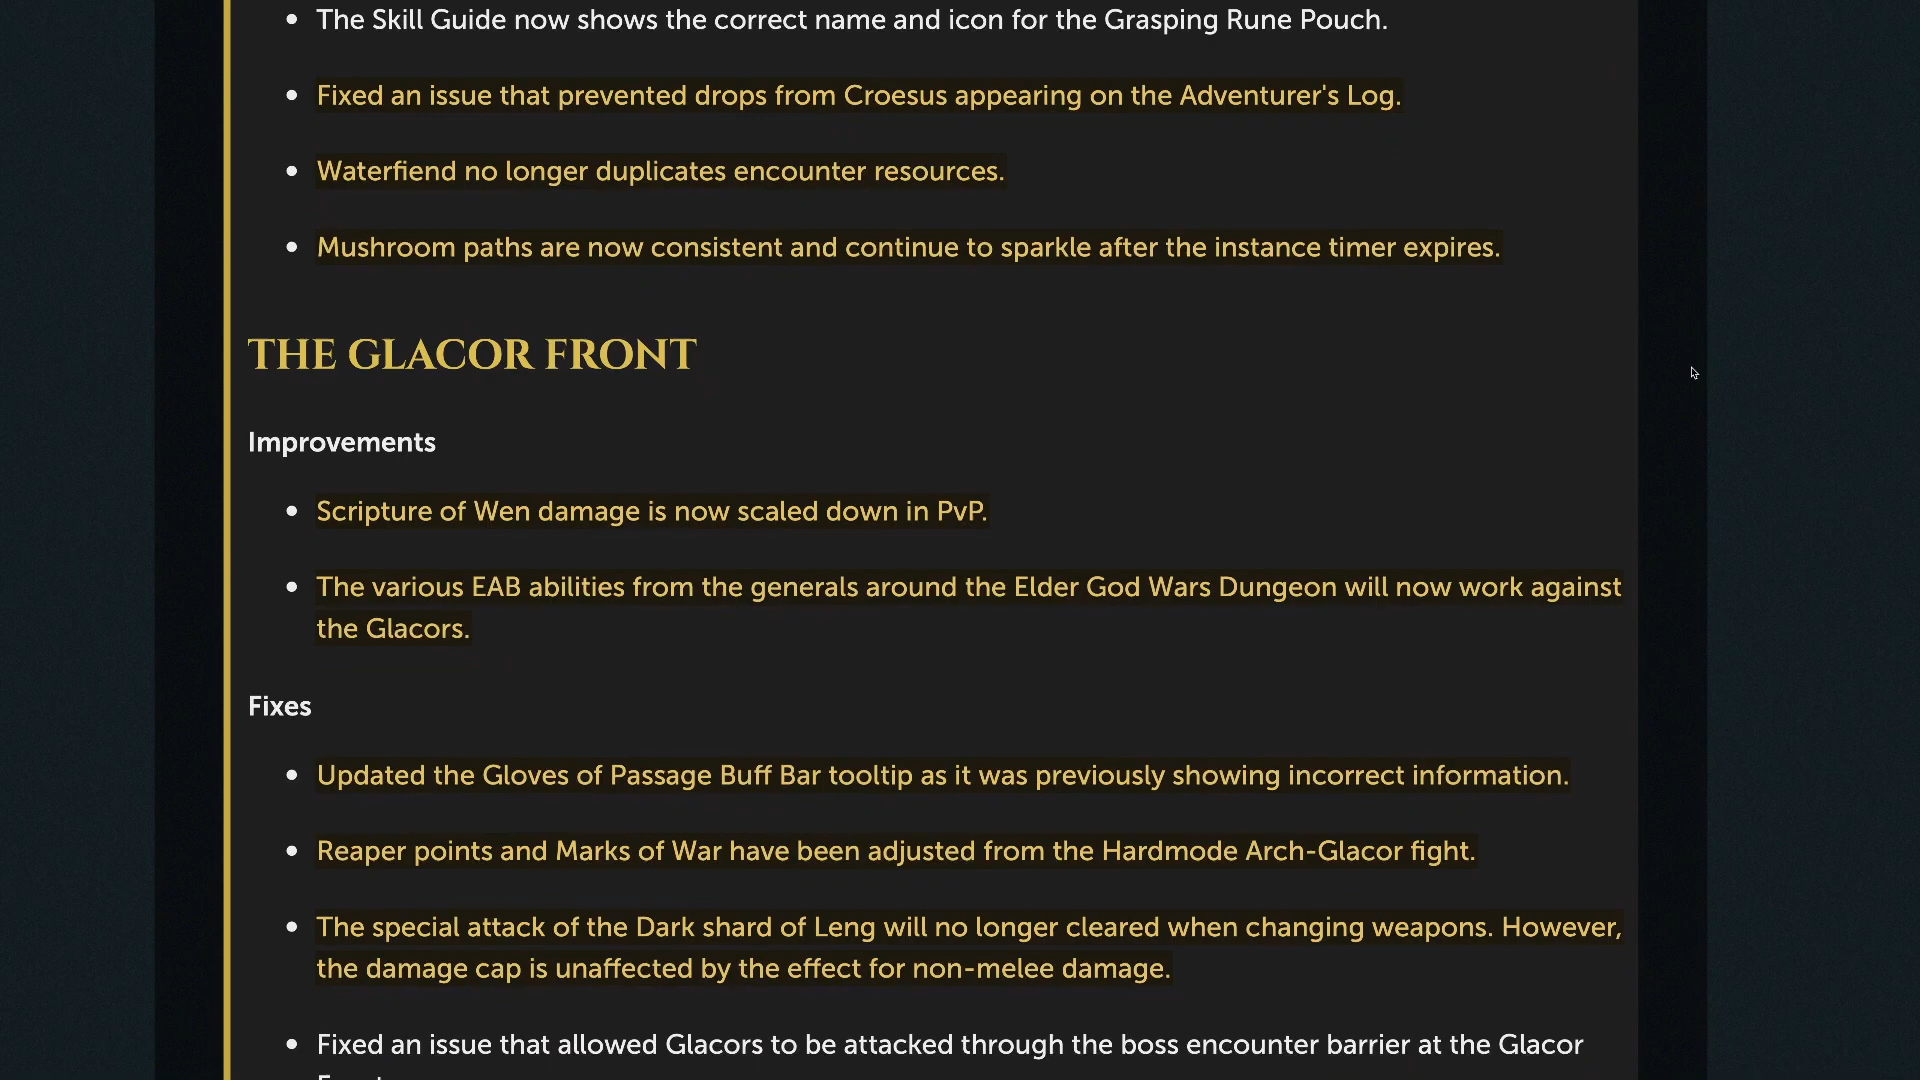 The Skill Guide now shows the correct name and icon for the Grasping Rune Pouch.
Fixed an issue that prevented drops from Croesus appearing on the Adventurer's Log.
Waterfiend no longer duplicates encounter resources.
Mushroom paths are now consistent and continue to sparkle after the instance timer expires.
THE GLACOR FRONT
Improvements
Scripture of Wen damage is now scaled down in PvP.
The various EAB abilities from the generals around the Elder God Wars Dungeon will now work against
the Glacors.
Fixes
Updated the Gloves of Passage Buff Bar tooltip as it was previously showing incorrect information.
Reaper points and Marks of War have been adjusted from the Hardmode Arch-Glacor fight.
The special attack of the Dark shard of Leng will no longer cleared when changing weapons. However,
the damage cap is unaffected by the effect for non-melee damage.
Fixed an issue that allowed Glacors to be attacked through the boss encounter barrier at the Glacor